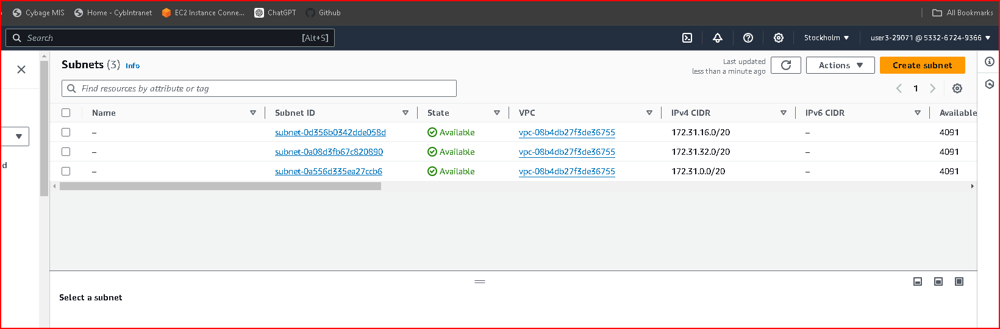 Cybage MIS Home - CybIntranet EC2 Instance Conne... ChatGPT Github All Bookmarks
Search [Alt+S] Stockholm user3-29071 @ 5332-6724-9366
Subnets (3) Info Last updated less than a minute ago Actions Create subnet
Find resources by attribute or tag 1
Name Subnet ID State VPC IPv4 CIDR IPv6 CIDR Available
– subnet-0d356b0342dde058d Available vpc-08b4db27f3de36755 172.31.16.0/20 – 4091
– subnet-0a08d3fb67c820890 Available vpc-08b4db27f3de36755 172.31.32.0/20 – 4091
d
– subnet-0a556d335ea27ccb6 Available vpc-08b4db27f3de36755 172.31.0.0/20 – 4091
Select a subnet